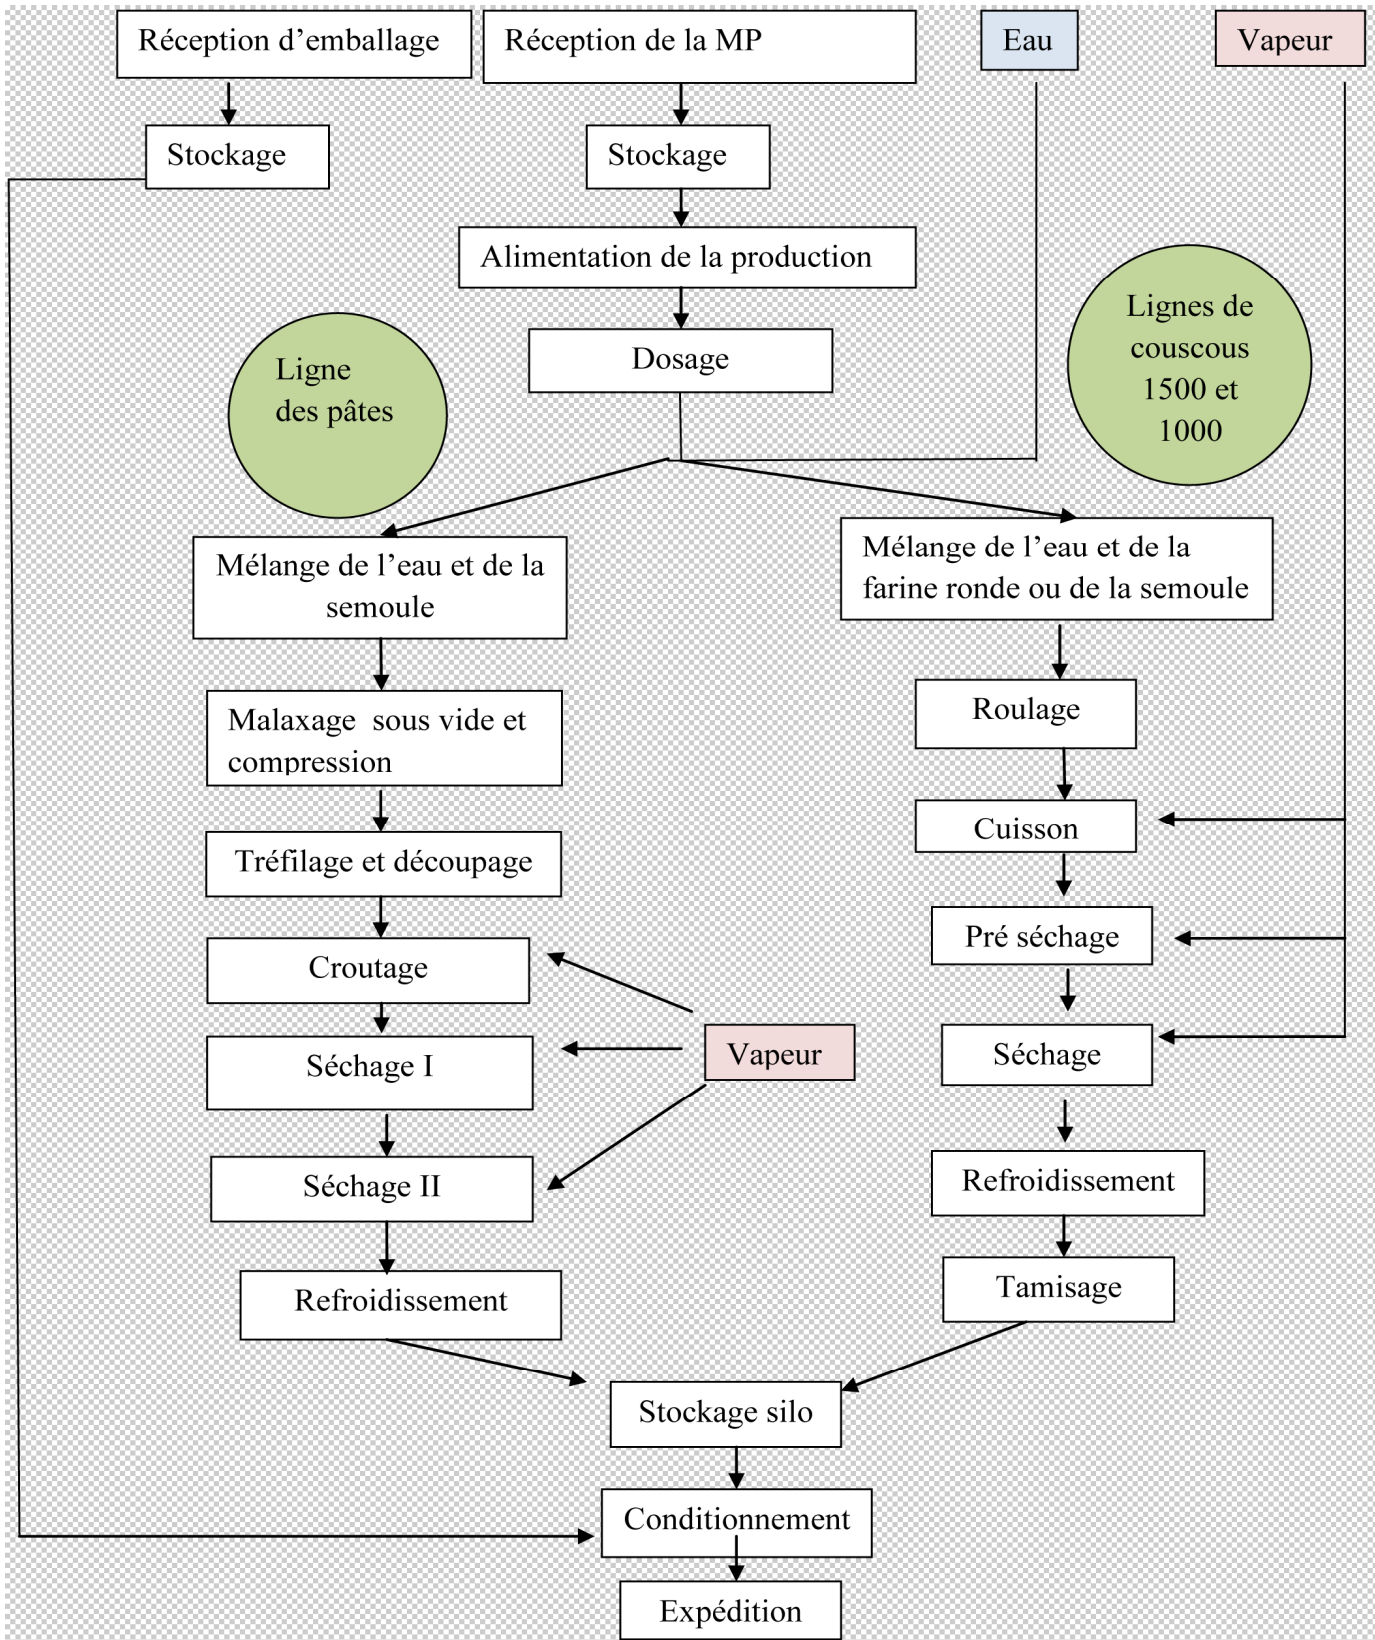 Réception d’emballage
Réception de la MP
Eau
Vapeur
Stockage
Stockage
Alimentation de la production
Dosage
Ligne
des pâtes
Lignes de
couscous
1500 et
1000
Mélange de l’eau et de la
semoule
Mélange de l’eau et de la
farine ronde ou de la semoule
Malaxage sous vide et
compression
Roulage
Tréfilage et découpage
Cuisson
Croutage
Pré séchage
Séchage I
Vapeur
Séchage
Séchage II
Refroidissement
Refroidissement
Tamisage
Stockage silo
Conditionnement
Expédition